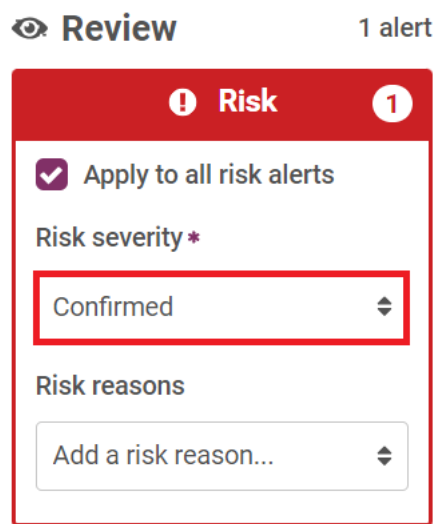 Review 1 alert
Risk 1
Apply to all risk alerts
Risk severity *
Confirmed
Risk reasons
Add a risk reason...